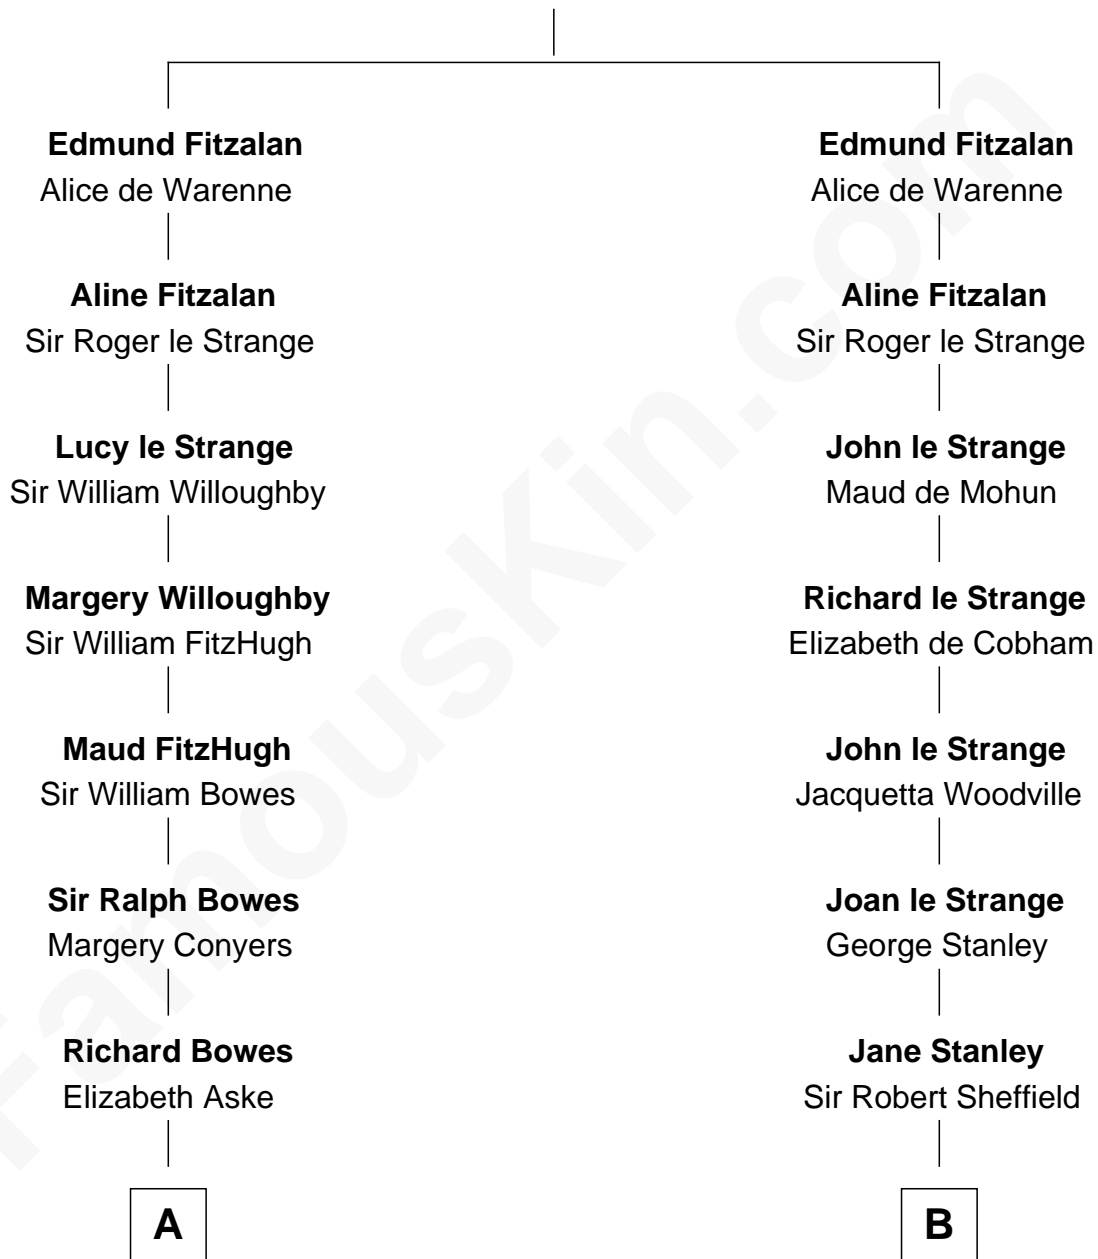 Edmund Fitzalan
Alice de Warenne
Aline Fitzalan
Sir Roger le Strange
Lucy le Strange
Sir William Willoughby
Margery Willoughby
Sir William FitzHugh
Maud FitzHugh
Sir William Bowes
Sir Ralph Bowes
Margery Conyers
Richard Bowes
Elizabeth Aske
A
Edmund Fitzalan
Alice de Warenne
Aline Fitzalan
Sir Roger le Strange
John le Strange
Maud de Mohun
Richard le Strange
Elizabeth de Cobham
John le Strange
Jacquetta Woodville
Joan le Strange
George Stanley
Jane Stanley
Sir Robert Sheffield
B
FamousKin.com